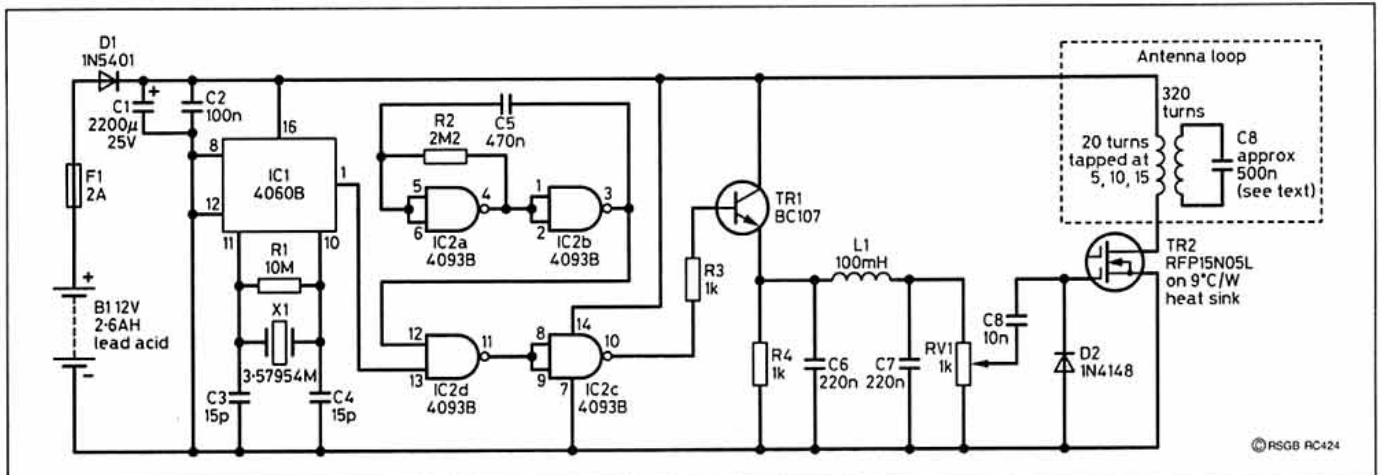 D1
1N5401
+
C1
2200μ
25V
C2
100n
16
8
12
IC1
4060B
1
11
10
R1
10M
X1
3·57954M
C3
15p
C4
15p
F1
2A
+
B1 12V
2·6AH
lead acid
−
C5
470n
R2
2M2
5
6
4
IC2a
4093B
1
2
3
IC2b
4093B
12
13
11
IC2d
4093B
14
8
9
10
7
IC2c
4093B
R3
1k
TR1
BC107
R4
1k
L1
100mH
C6
220n
C7
220n
RV1
1k
C8
10n
D2
1N4148
Antenna loop
320
turns
20 turns
tapped at
5, 10, 15
C8
approx
500n
(see text)
TR2
RFP15N05L
on 9°C/W
heat sink
©RSGB RC424